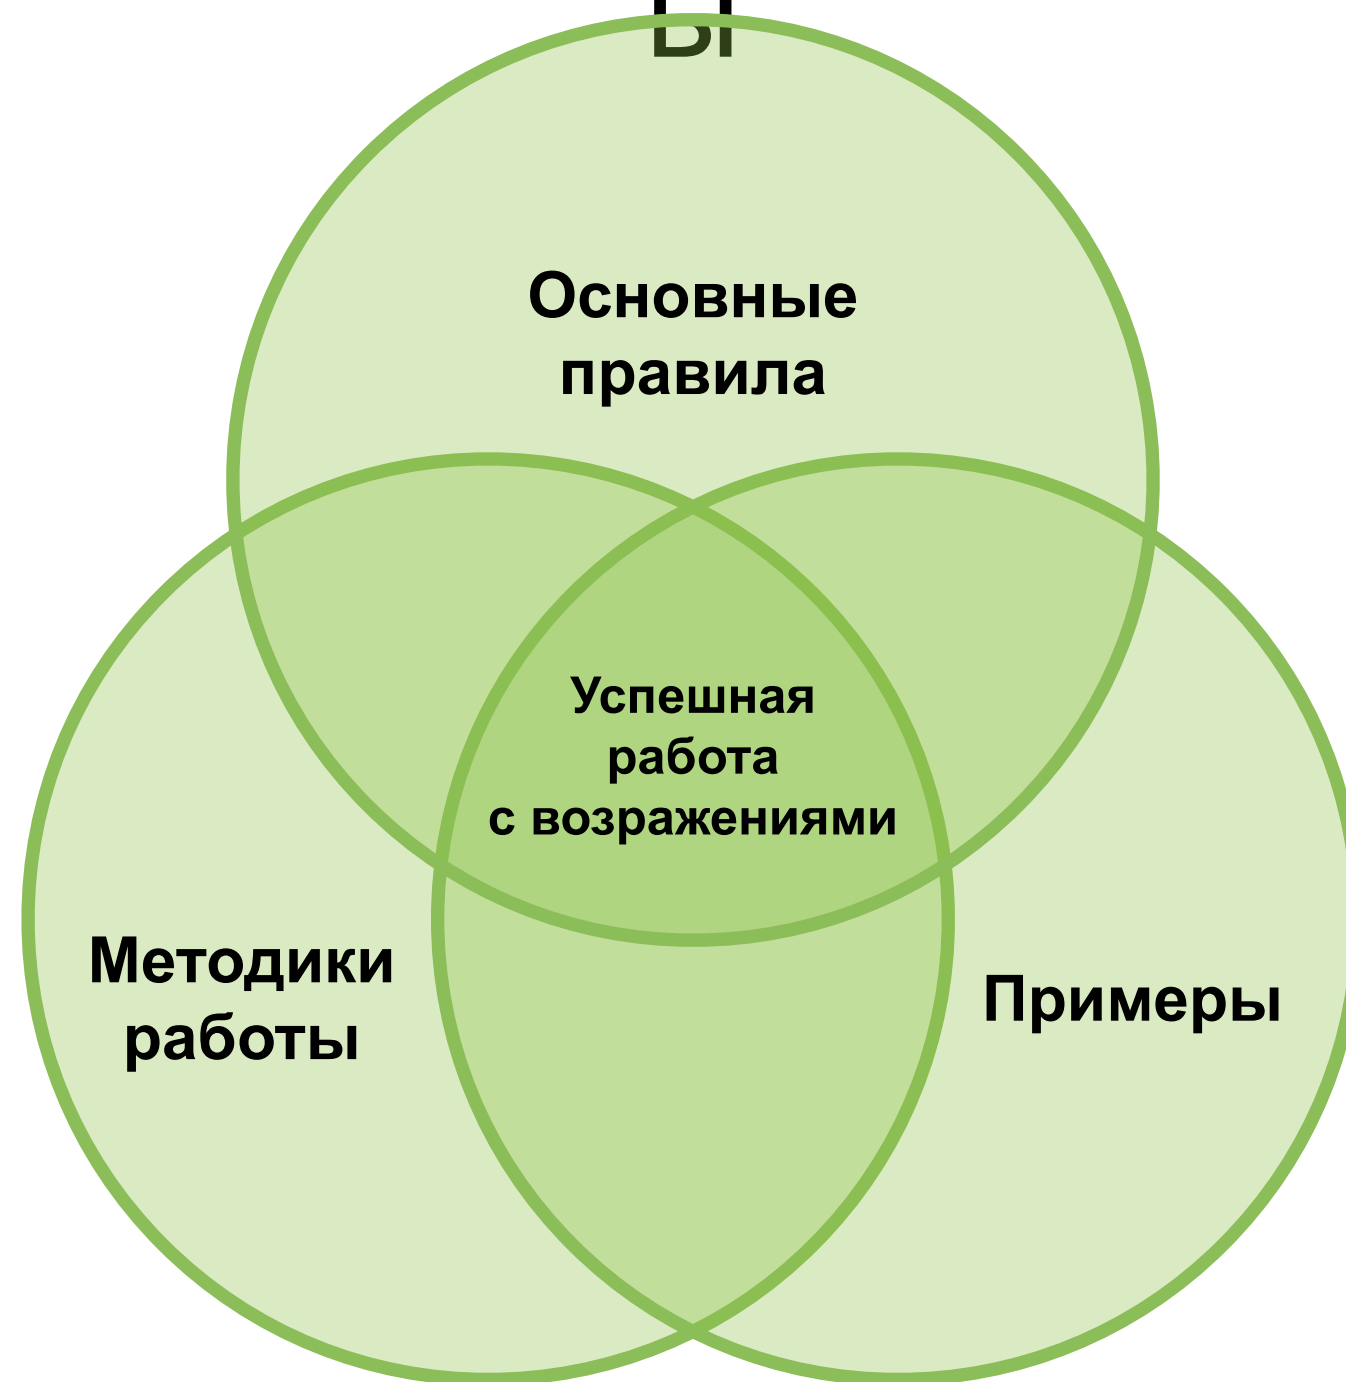 ы
Основные
правила
Успешная
работа
с возражениями
Методики
работы
Примеры